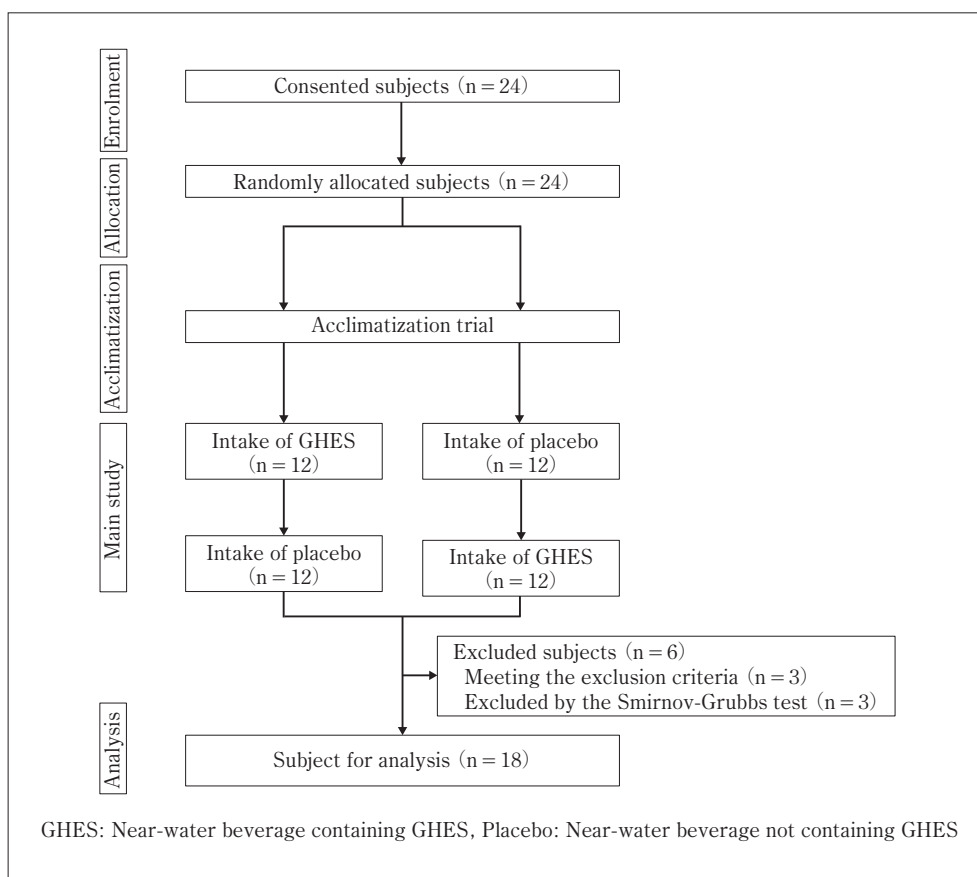 Enrolment
Consented subjects (n = 24)
Allocation
Randomly allocated subjects (n = 24)
Acclimatization
Acclimatization trial
Main study
Intake of GHES
(n = 12)
Intake of placebo
(n = 12)
Intake of placebo
(n = 12)
Intake of GHES
(n = 12)
Excluded subjects (n = 6)
Meeting the exclusion criteria (n = 3)
Excluded by the Smirnov-Grubbs test (n = 3)
Analysis
Subject for analysis (n = 18)
GHES: Near-water beverage containing GHES, Placebo: Near-water beverage not containing GHES